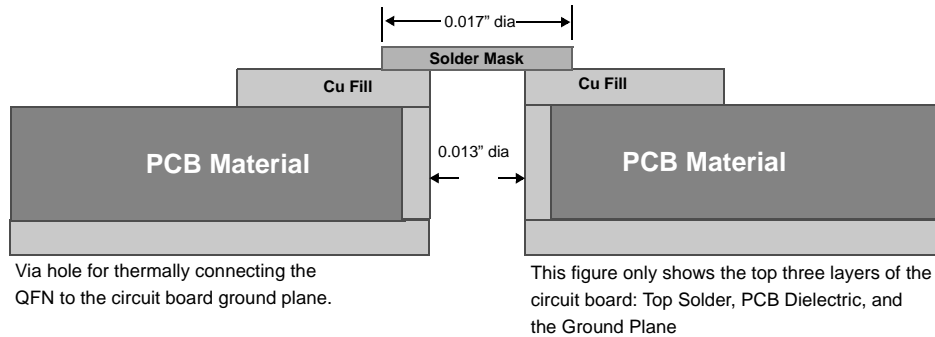 0.017” dia
Solder Mask
Cu Fill
Cu Fill
PCB Material
0.013” dia
PCB Material
Via hole for thermally connecting the
QFN to the circuit board ground plane.
This figure only shows the top three layers of the
circuit board: Top Solder, PCB Dielectric, and
the Ground Plane